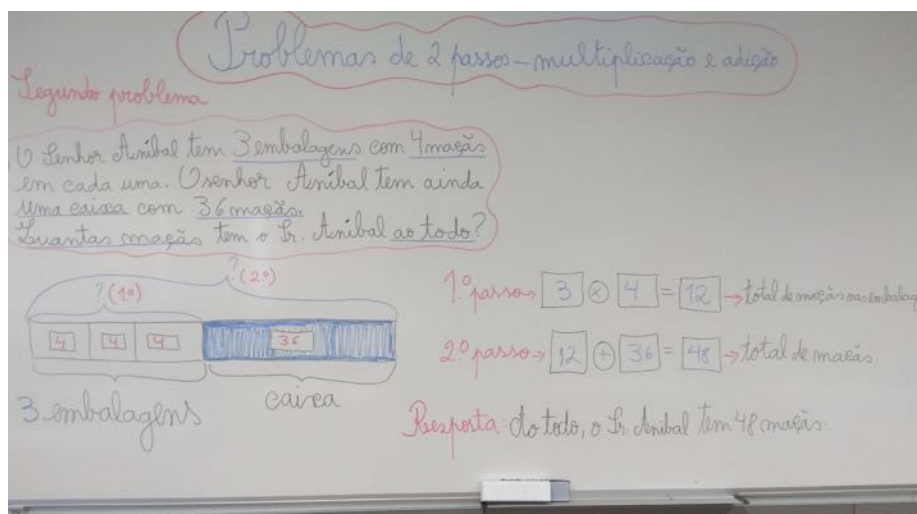 Problemas de 2 passos - multiplicação e adição
Segundo problema
O Senhor Aníbal tem 3 embalagens com 4 maçãs
em cada uma. O senhor Aníbal tem ainda
uma caixa com 36 maçãs.
Quantas maçãs tem o Sr. Aníbal ao todo?
? (2º)
? (1º)
4 4 4 36
3 embalagens caixa
1.º passo → 3 × 4 = 12 → total de maçãs nas embalag
2º passo → 12 + 36 = 48 → total de maçãs
Resposta: Ao todo, o Sr. Aníbal tem 48 maçãs.